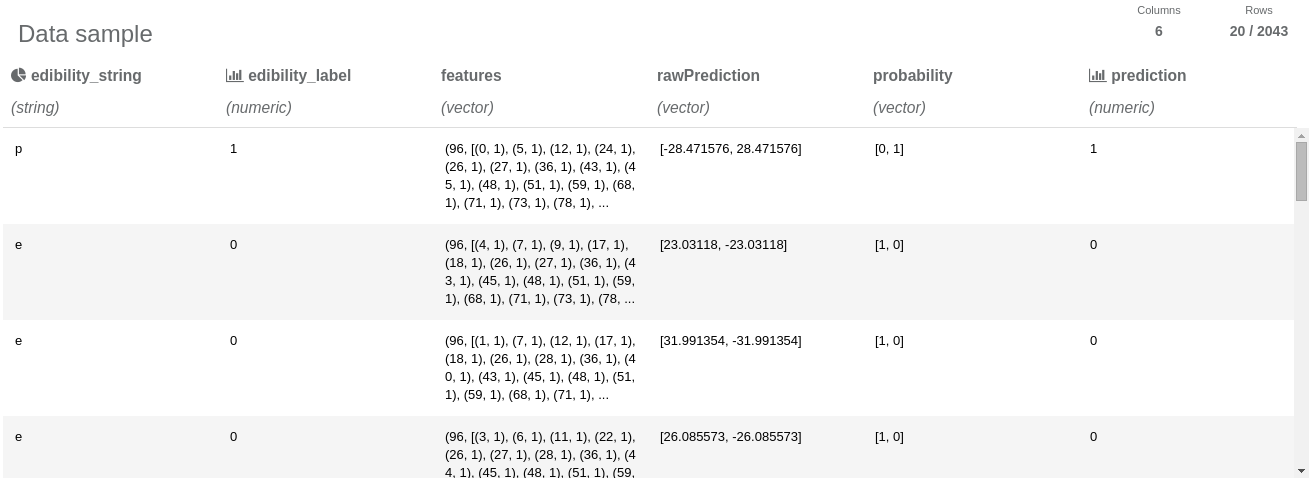 Data sample
Columns Rows
6 20 / 2043
edibility_string edibility_label features rawPrediction probability prediction
(string) (numeric) (vector) (vector) (vector) (numeric)
p 1 (96, [(0, 1), (5, 1), (12, 1), (24, 1), [-28.471576, 28.471576] [0, 1] 1
(26, 1), (27, 1), (36, 1), (43, 1), (4
5, 1), (48, 1), (51, 1), (59, 1), (68,
1), (71, 1), (73, 1), (78, 1), ...
e 0 (96, [(4, 1), (7, 1), (9, 1), (17, 1), [23.03118, -23.03118] [1, 0] 0
(18, 1), (26, 1), (27, 1), (36, 1), (4
3, 1), (45, 1), (48, 1), (51, 1), (59,
1), (68, 1), (71, 1), (73, 1), (78, ...
e 0 (96, [(1, 1), (7, 1), (12, 1), (17, 1), [31.991354, -31.991354] [1, 0] 0
(18, 1), (26, 1), (28, 1), (36, 1), (4
0, 1), (43, 1), (45, 1), (48, 1), (51,
1), (59, 1), (68, 1), (71, 1), ...
e 0 (96, [(3, 1), (6, 1), (11, 1), (22, 1), [26.085573, -26.085573] [1, 0] 0
(26, 1), (27, 1), (28, 1), (36, 1), (4
4, 1), (45, 1), (48, 1), (51, 1), (59,